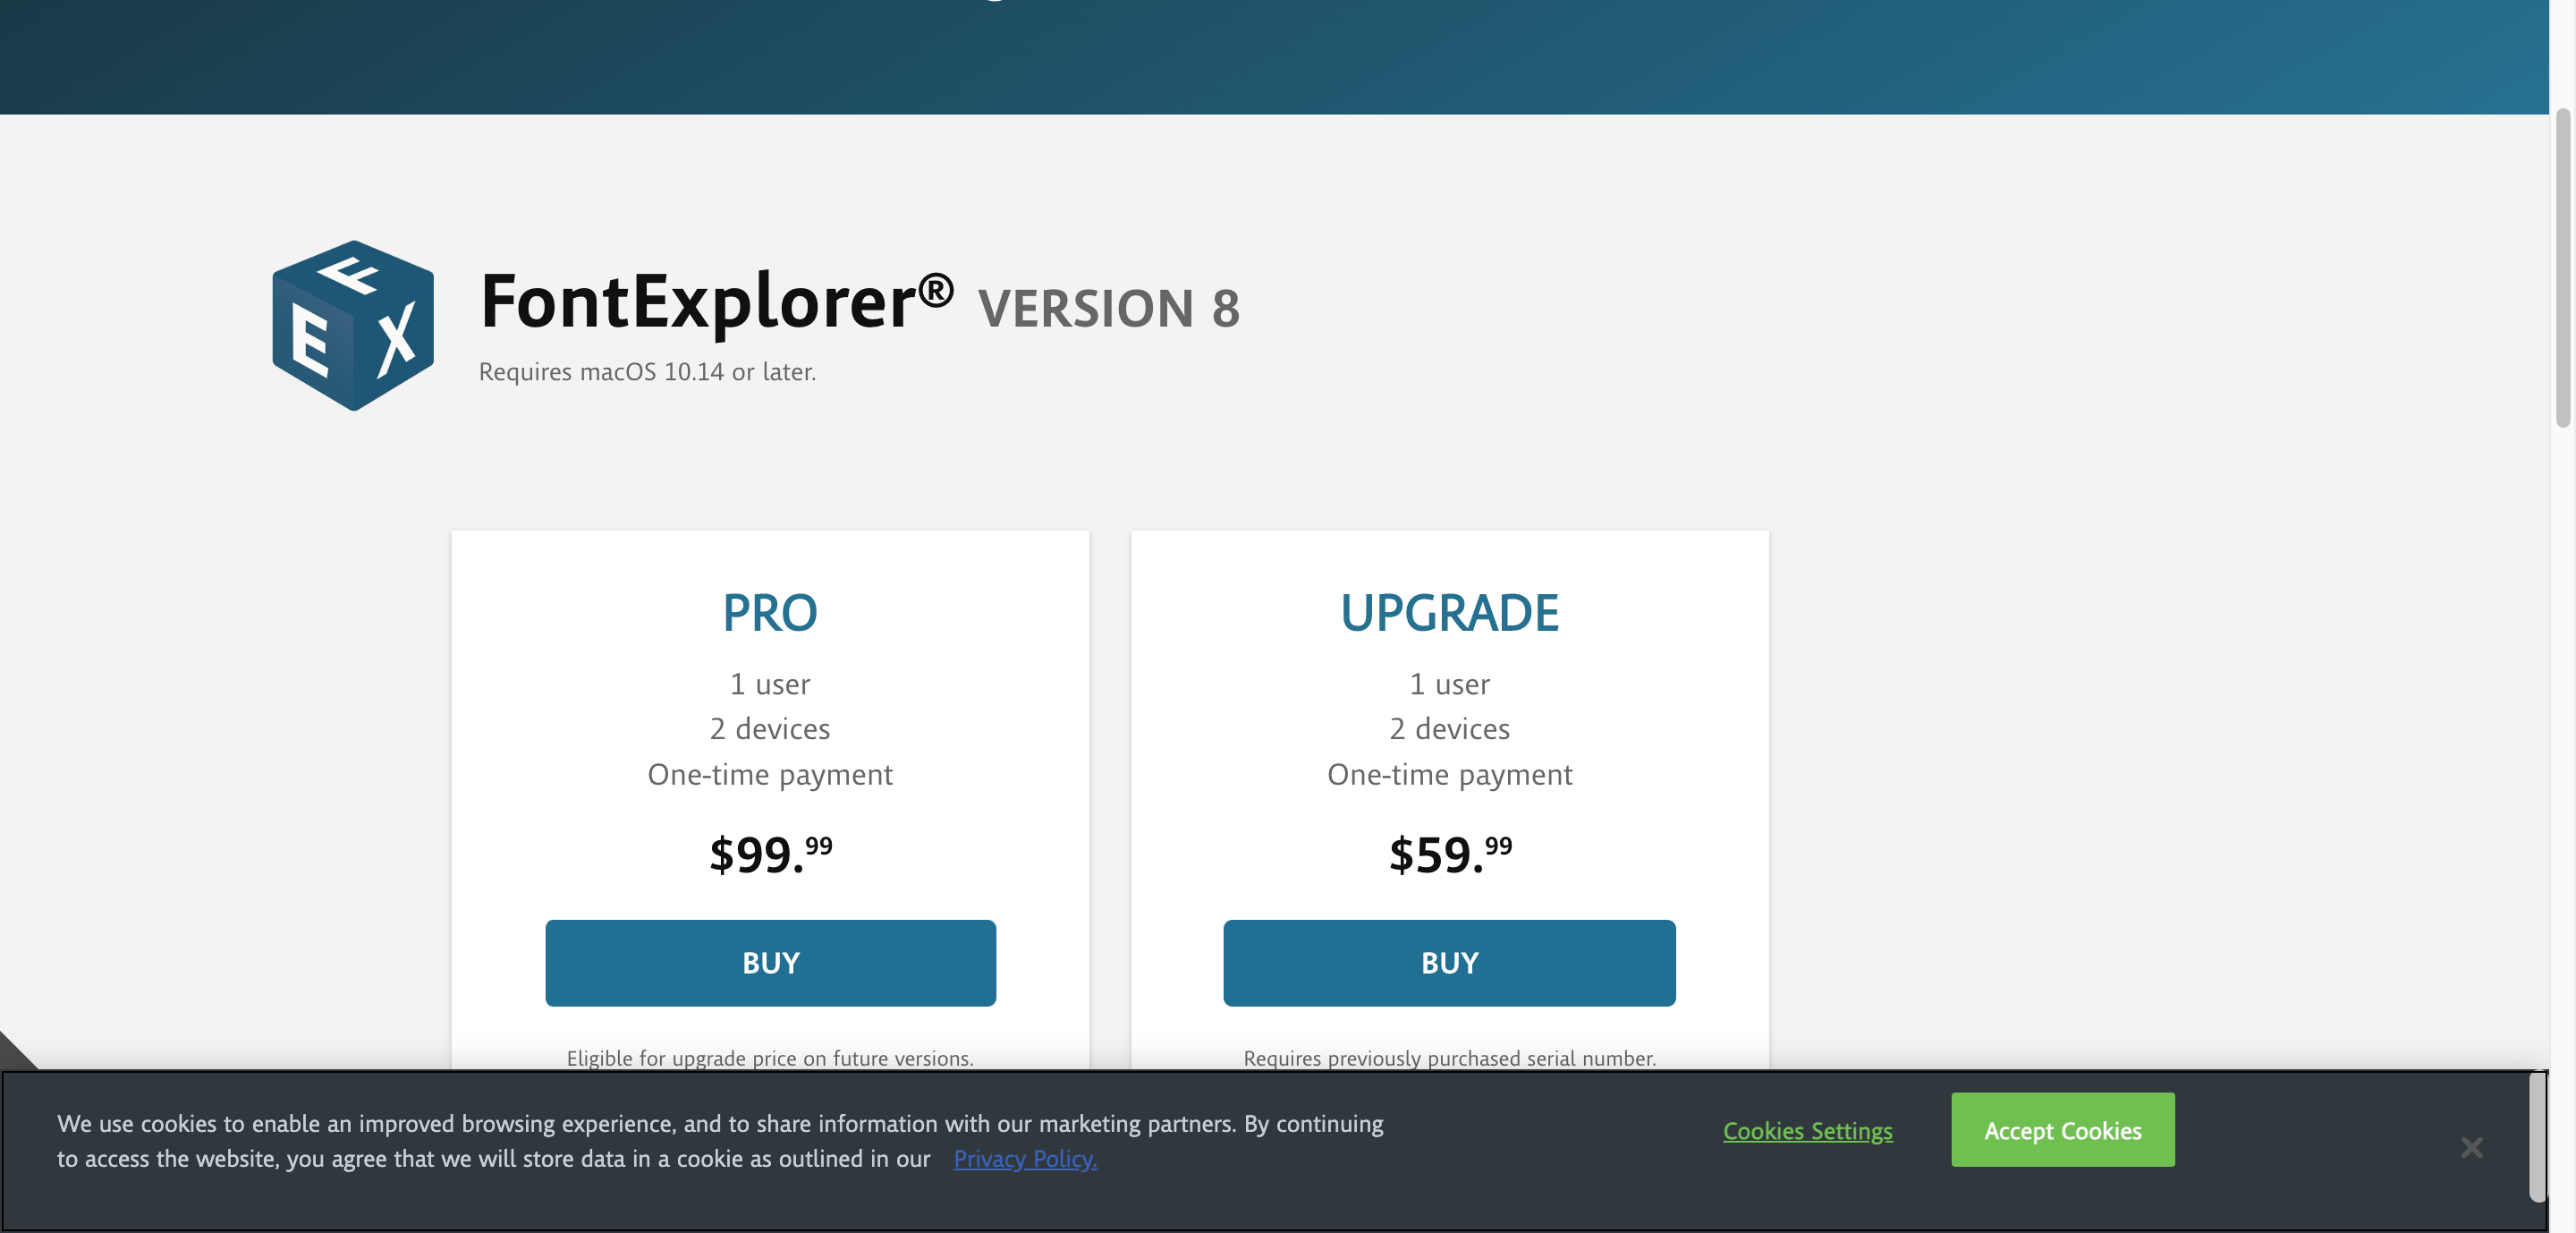 F
E X
FontExplorer® VERSION 8
Requires macOS 10.14 or later.
PRO
1 user
2 devices
One-time payment
$99.99
BUY
Eligible for upgrade price on future versions.
UPGRADE
1 user
2 devices
One-time payment
$59.99
BUY
Requires previously purchased serial number.
We use cookies to enable an improved browsing experience, and to share information with our marketing partners. By continuing
to access the website, you agree that we will store data in a cookie as outlined in our Privacy Policy.
Cookies Settings
Accept Cookies